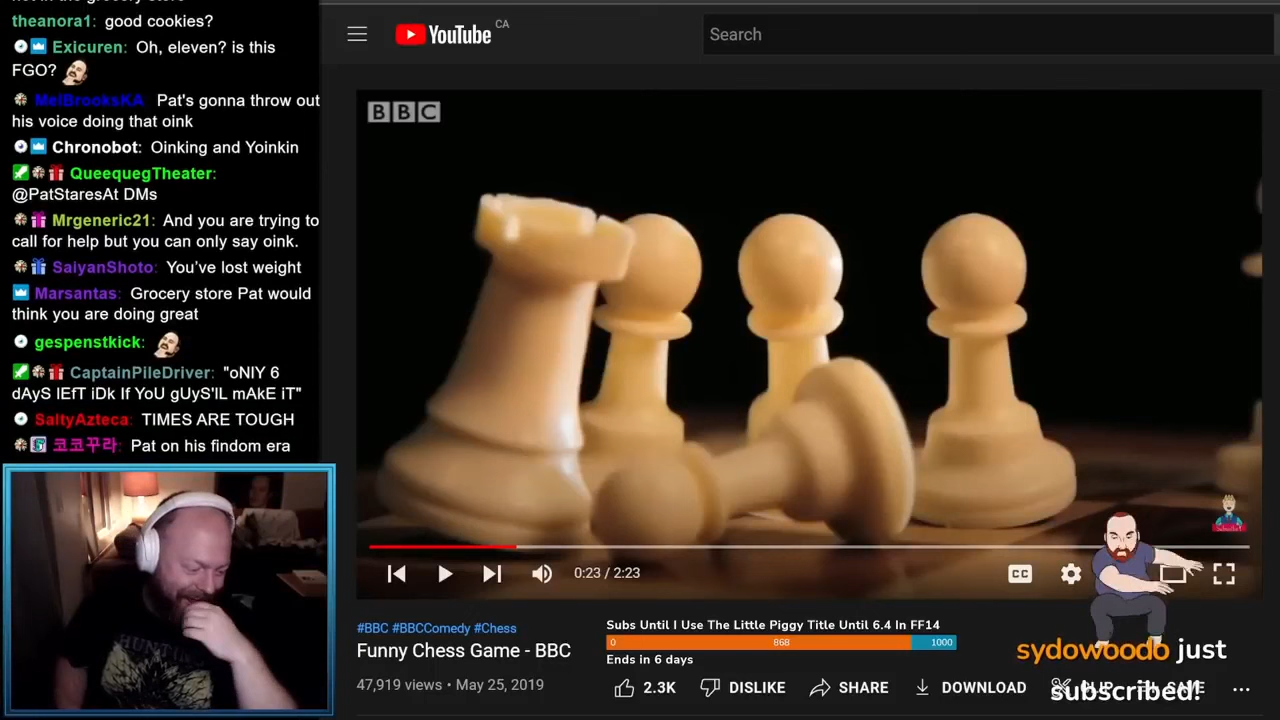 theanora1: good cookies?
Exicuren: Oh, eleven? is this
FGO?
MelBrooksKA Pat's gonna throw out
his voice doing that oink
Chronobot: Oinking and Yoinkin
QueequegTheater:
@PatStaresAt DMs
Mrgeneric21: And you are trying to
call for help but you can only say oink.
SaiyanShoto: You've lost weight
Marsantas: Grocery store Pat would
think you are doing great
gespenstkick:
CaptainPileDriver: "oNlY 6
dAyS lEfT iDk If YoU gUyS'lL mAkE iT"
SaltyAzteca: TIMES ARE TOUGH
코코꾸라: Pat on his findom era
YouTube CA
Search
BBC
0:23 / 2:23
CC
#BBC #BBCComedy #Chess
Funny Chess Game - BBC
47,919 views • May 25, 2019
Subs Until I Use The Little Piggy Title Until 6.4 In FF14
0 868 1000
Ends in 6 days
2.3K DISLIKE SHARE DOWNLOAD
sydowoodo just
subscribed!